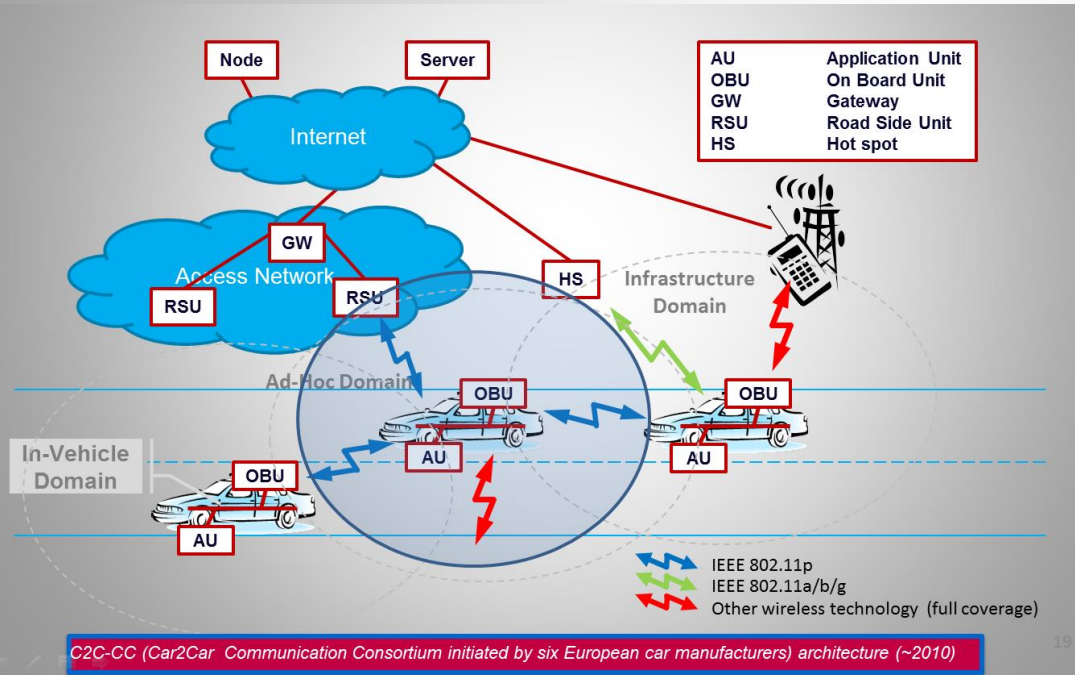 Node
Server
AU Application Unit
OBU On Board Unit
GW Gateway
RSU Road Side Unit
HS Hot spot
Internet
GW
Access Network
RSU
RSU
HS
Infrastructure
Domain
Ad-Hoc Domain
OBU
OBU
AU
AU
In-Vehicle
Domain
OBU
AU
IEEE 802.11p
IEEE 802.11a/b/g
Other wireless technology (full coverage)
C2C-CC (Car2Car Communication Consortium initiated by six European car manufacturers) architecture (~2010)
19